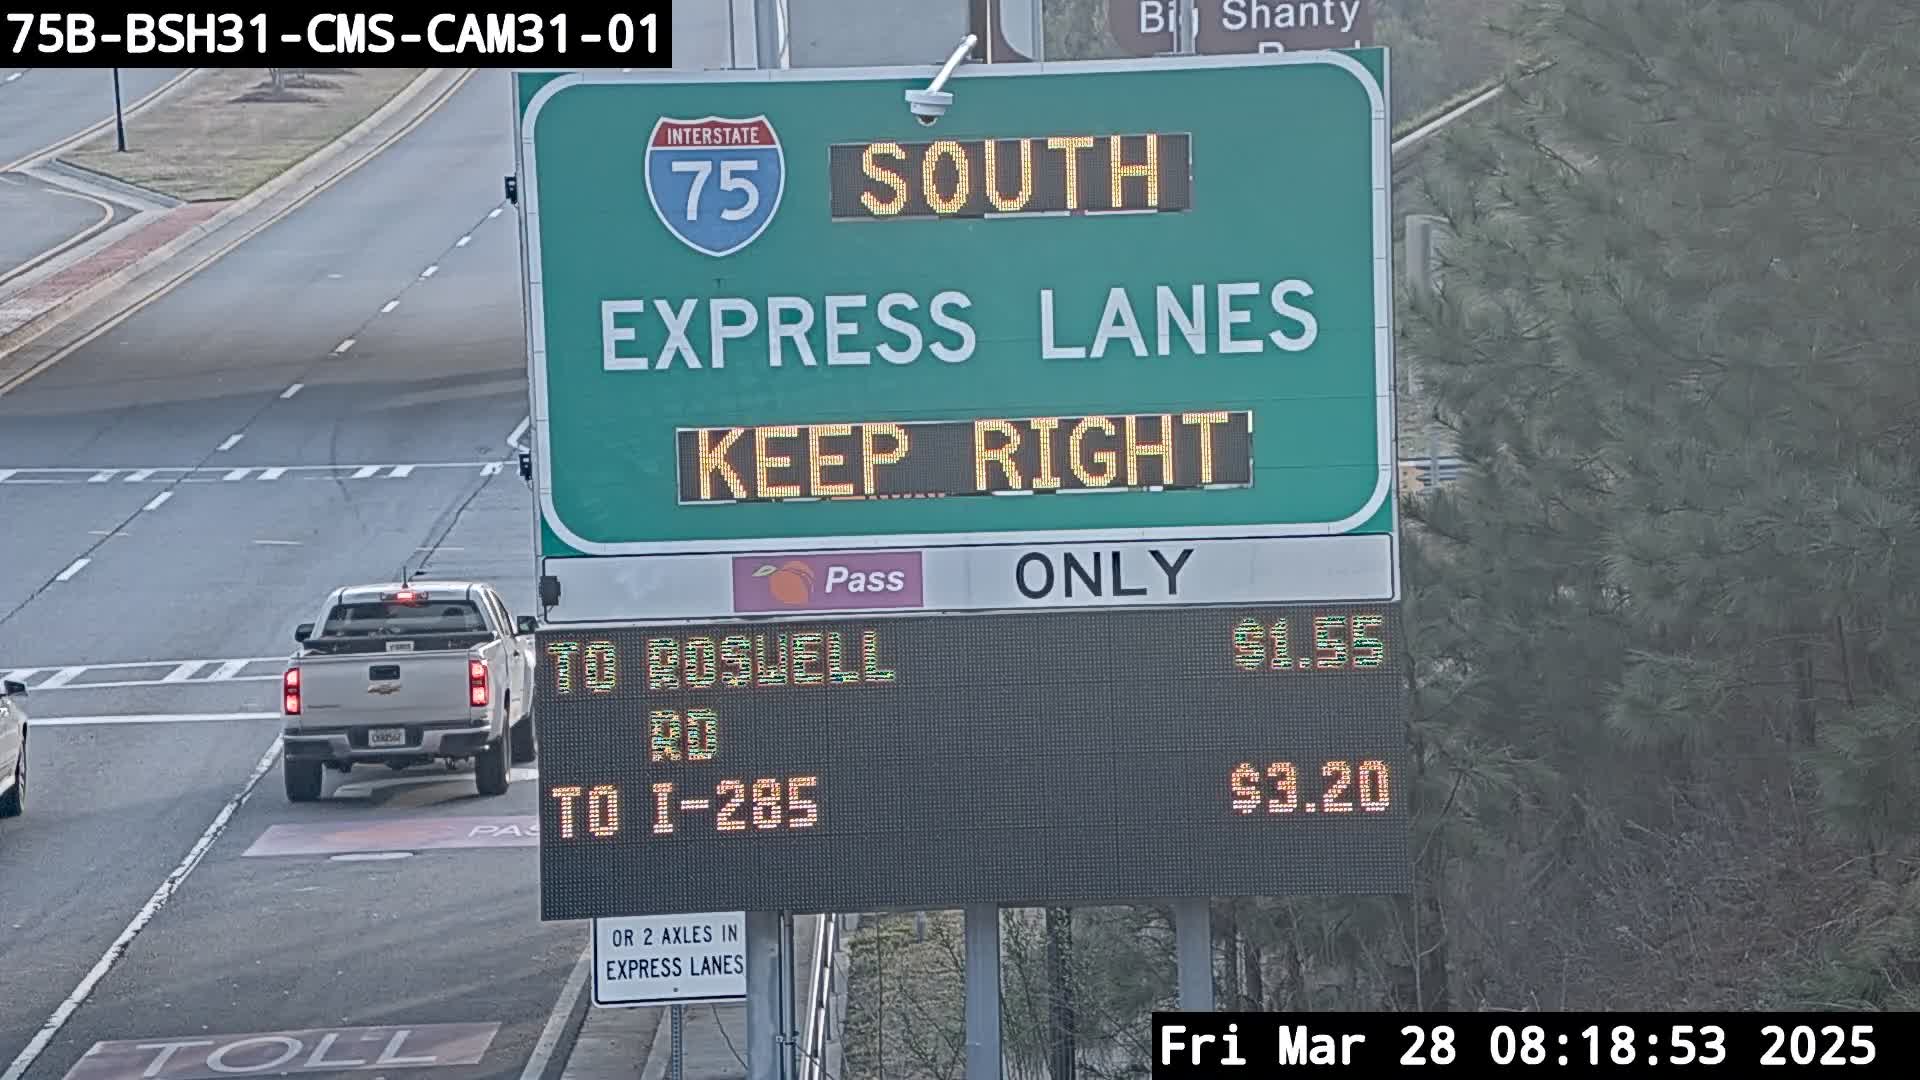 75B-BSH31-CMS-CAM31-01
Big Shanty
INTERSTATE
75
SOUTH
EXPRESS LANES
KEEP RIGHT
Pass ONLY
TO ROSWELL $1.55
RD
TO I-285 $3.20
PAS
OR 2 AXLES IN
EXPRESS LANES
TOLL
Fri Mar 28 08:18:53 2025